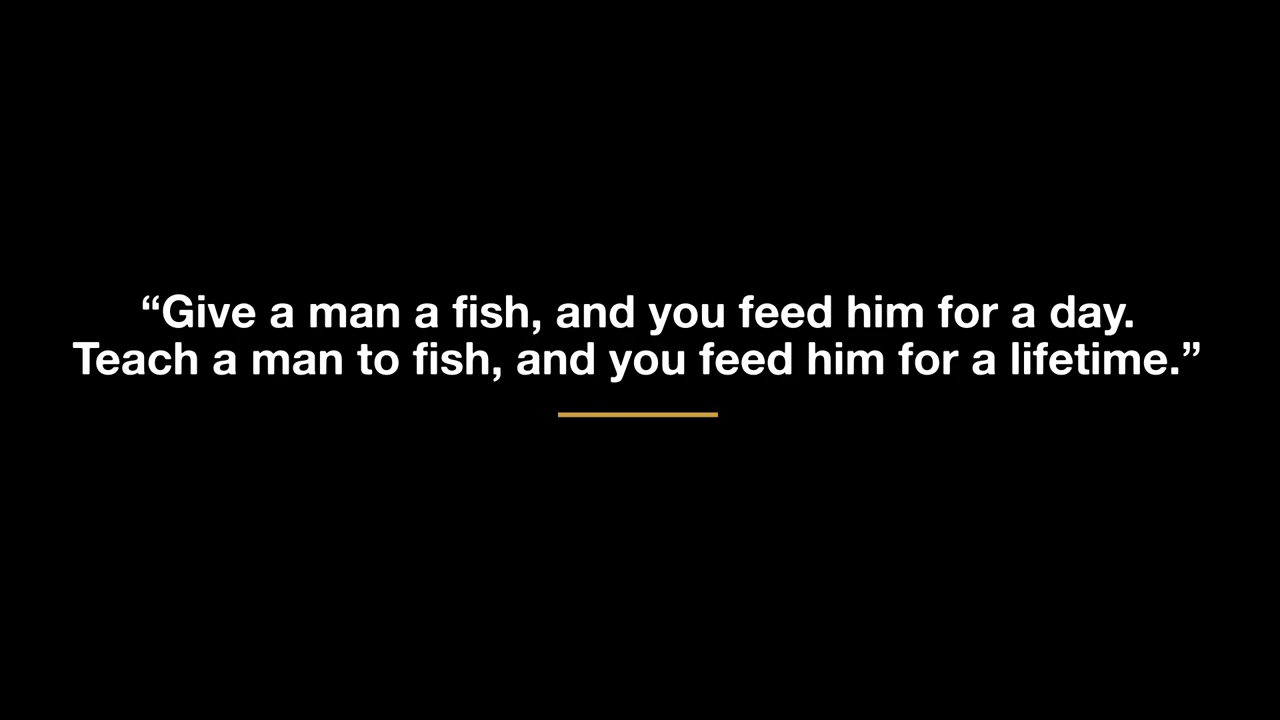 “Give a man a fish, and you feed him for a day.
Teach a man to fish, and you feed him for a lifetime.”